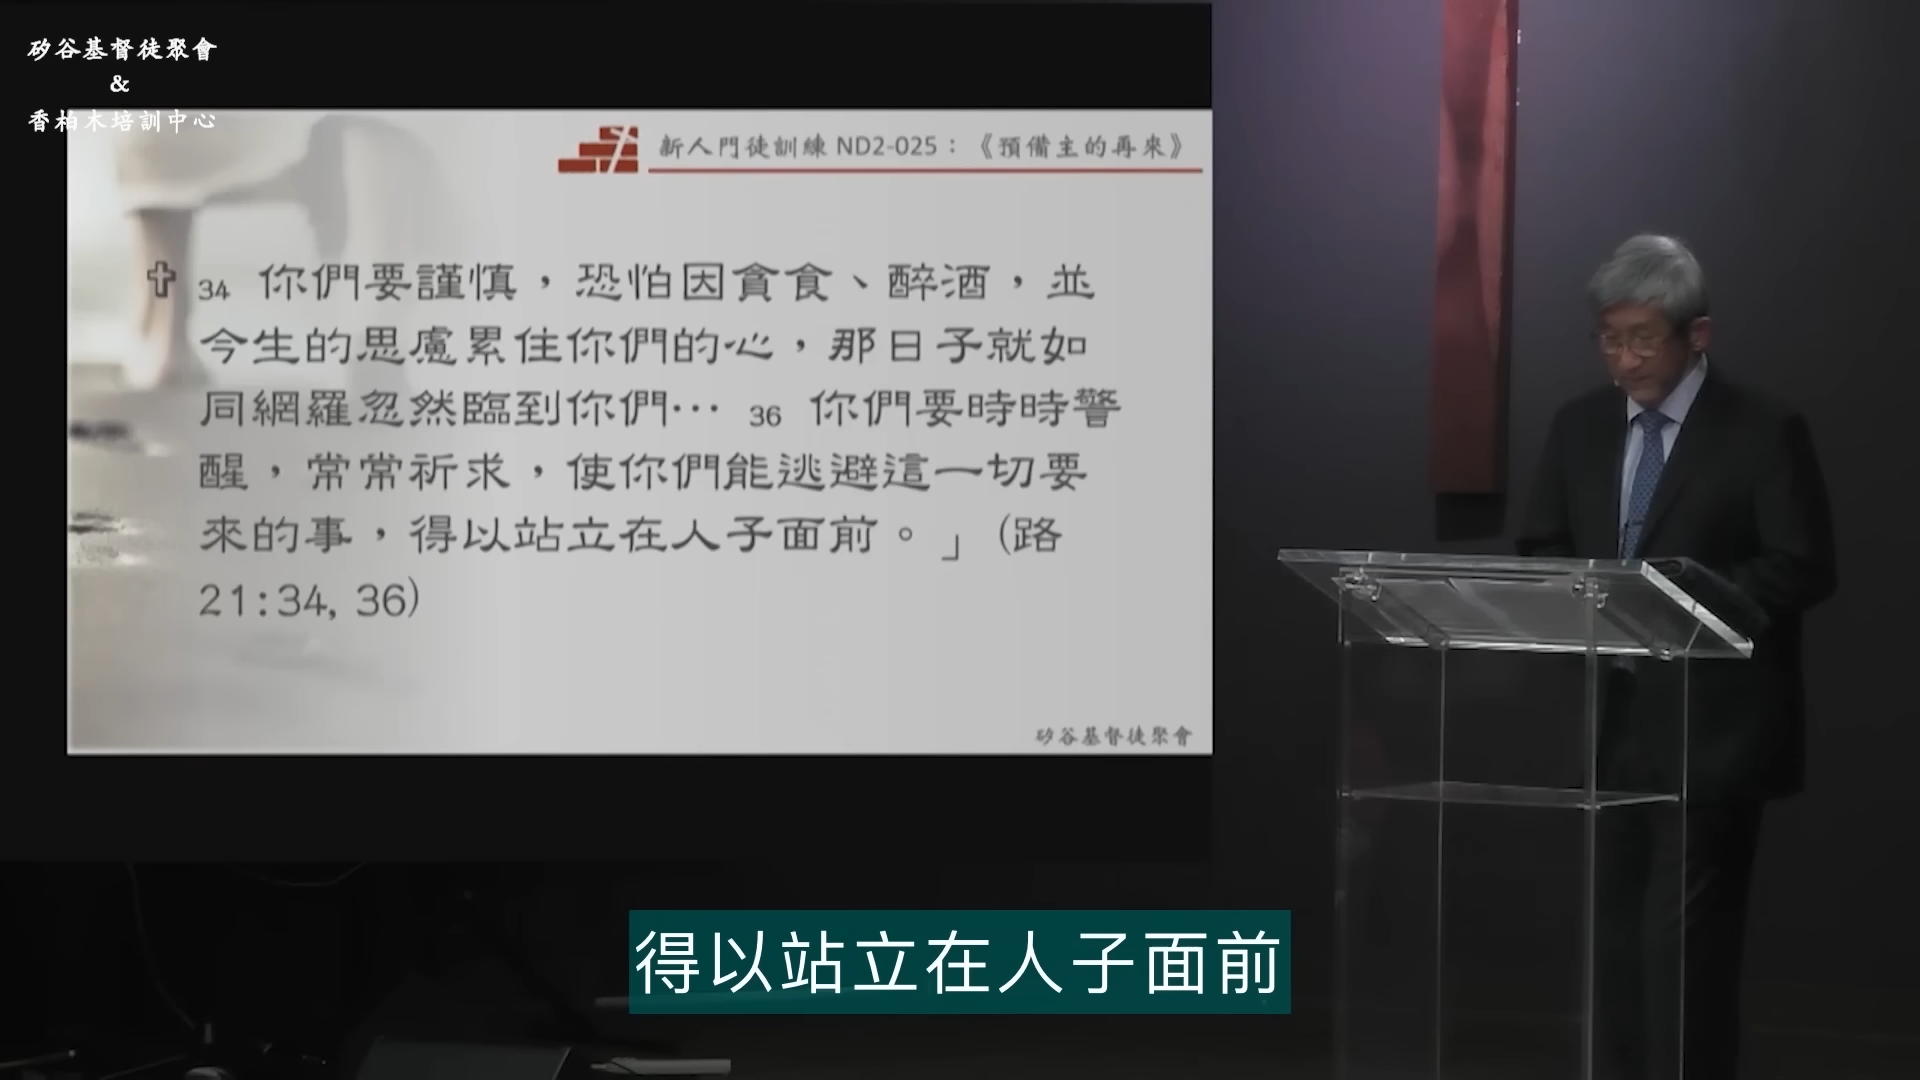 矽谷基督徒聚會
&
香柏木培訓中心
新人門徒訓練 ND2-025：《預備主的再來》
34 你們要謹慎，恐怕因貪食、醉酒，並
今生的思慮累住你們的心，那日子就如
同網羅忽然臨到你們… 36 你們要時時警
醒，常常祈求，使你們能逃避這一切要
來的事，得以站立在人子面前。」(路
21:34, 36)
矽谷基督徒聚會
得以站立在人子面前